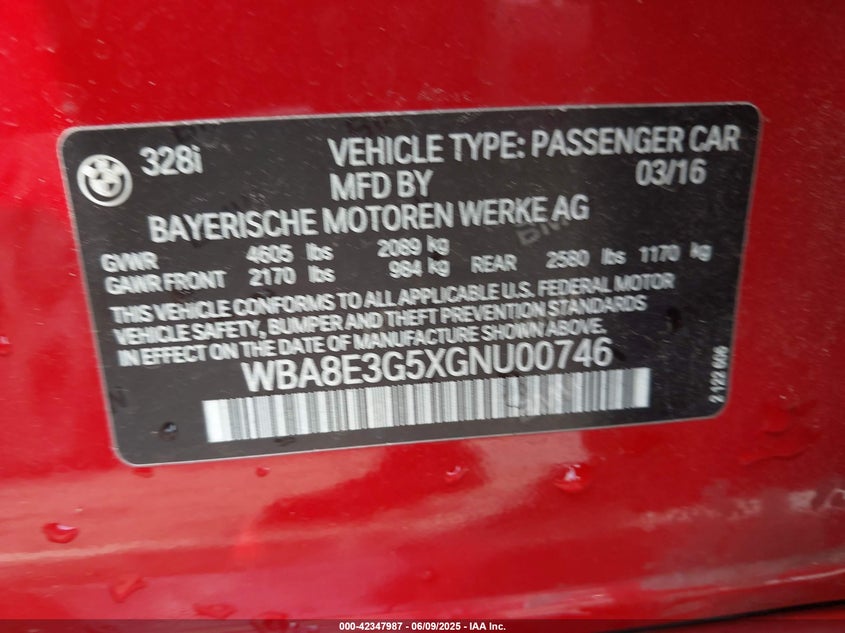 328i VEHICLE TYPE: PASSENGER CAR
MFD BY 03/16
BAYERISCHE MOTOREN WERKE AG
GVWR 4605 lbs 2089 kg
GAWR FRONT 2170 lbs 984 kg REAR 2580 lbs 1170 kg
THIS VEHICLE CONFORMS TO ALL APPLICABLE U.S. FEDERAL MOTOR
VEHICLE SAFETY, BUMPER AND THEFT PREVENTION STANDARDS
IN EFFECT ON THE DATE OF MANUFACTURE SHOWN ABOVE.
WBA8E3G5XGNU00746
2 122 606
000-42347987 | 06/09/2025 - IAA Inc.